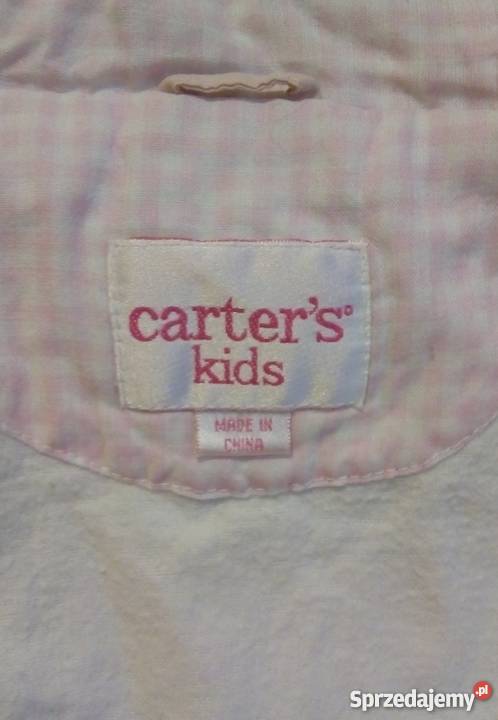 carter's®
kids
MADE IN
CHINA
Sprzedajemy.pl